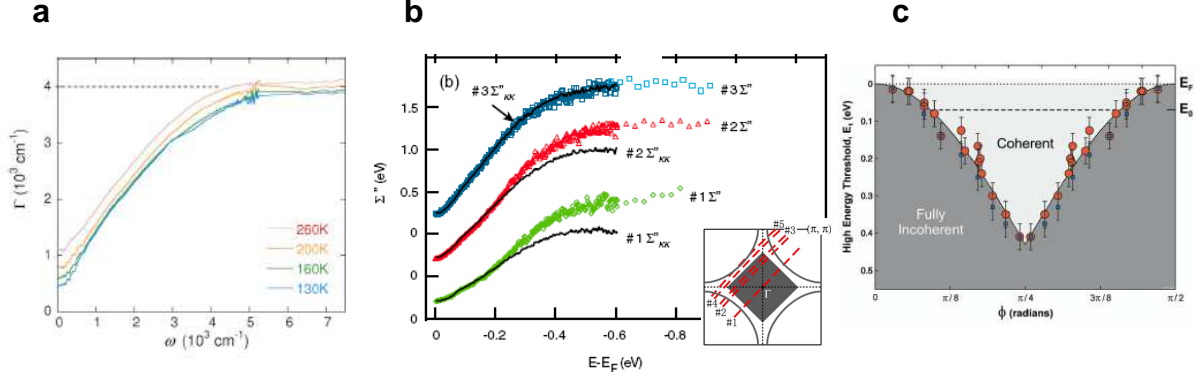 a
b
c
4
3
2
1
0
Γ (10³ cm⁻¹)
260K
200K
160K
130K
0 1 2 3 4 5 6 7
ω (10³ cm⁻¹)
(b)
#3Σ"KK
#3Σ"
#2Σ"
#2Σ"KK
#1Σ"
#1Σ"KK
1.5
1.0
0.5
0
0
Σ" (eV)
0 -0.2 -0.4 -0.6 -0.8
E-EF (eV)
#5
#3
(π, π)
Γ
#4
#2
#1
0
0.1
0.2
0.3
0.4
0.5
High Energy Threshold, Et (eV)
EF
E0
Coherent
Fully
Incoherent
0 π/8 π/4 3π/8 π/2
ϕ (radians)